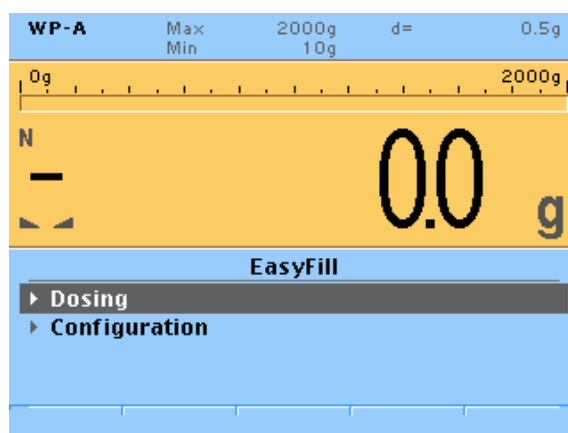 WP-A Max 2000g d= 0.5g
Min 10g
0g 2000g
N
- 0.0 g
EasyFill
Dosing
Configuration